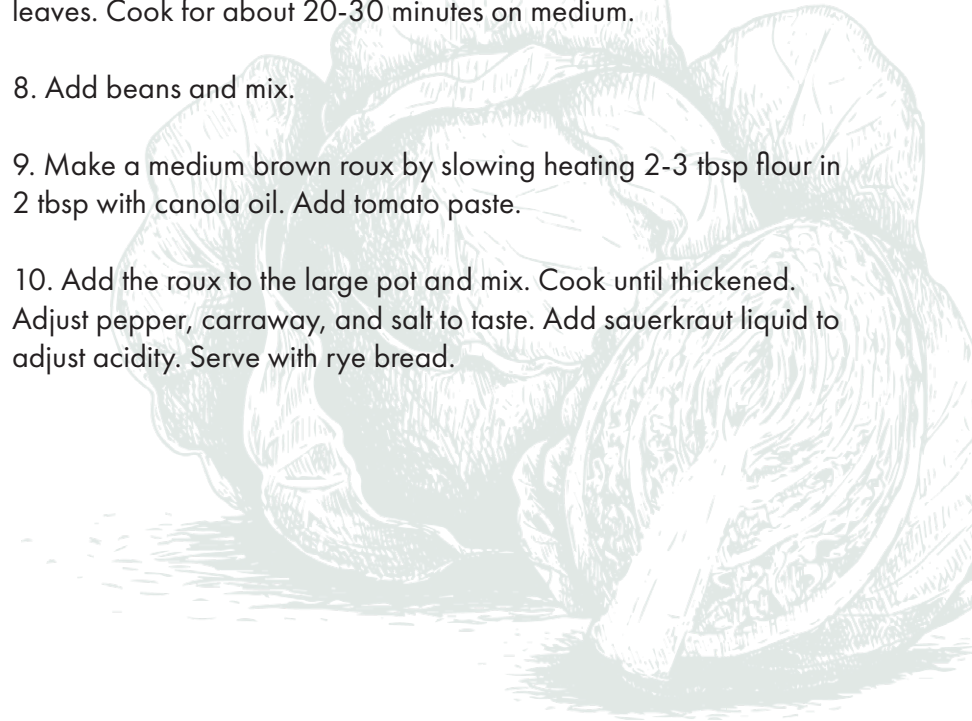 leaves. Cook for about 20-30 minutes on medium.
8. Add beans and mix.
9. Make a medium brown roux by slowing heating 2-3 tbsp flour in
2 tbsp with canola oil. Add tomato paste.
10. Add the roux to the large pot and mix. Cook until thickened.
Adjust pepper, carraway, and salt to taste. Add sauerkraut liquid to
adjust acidity. Serve with rye bread.